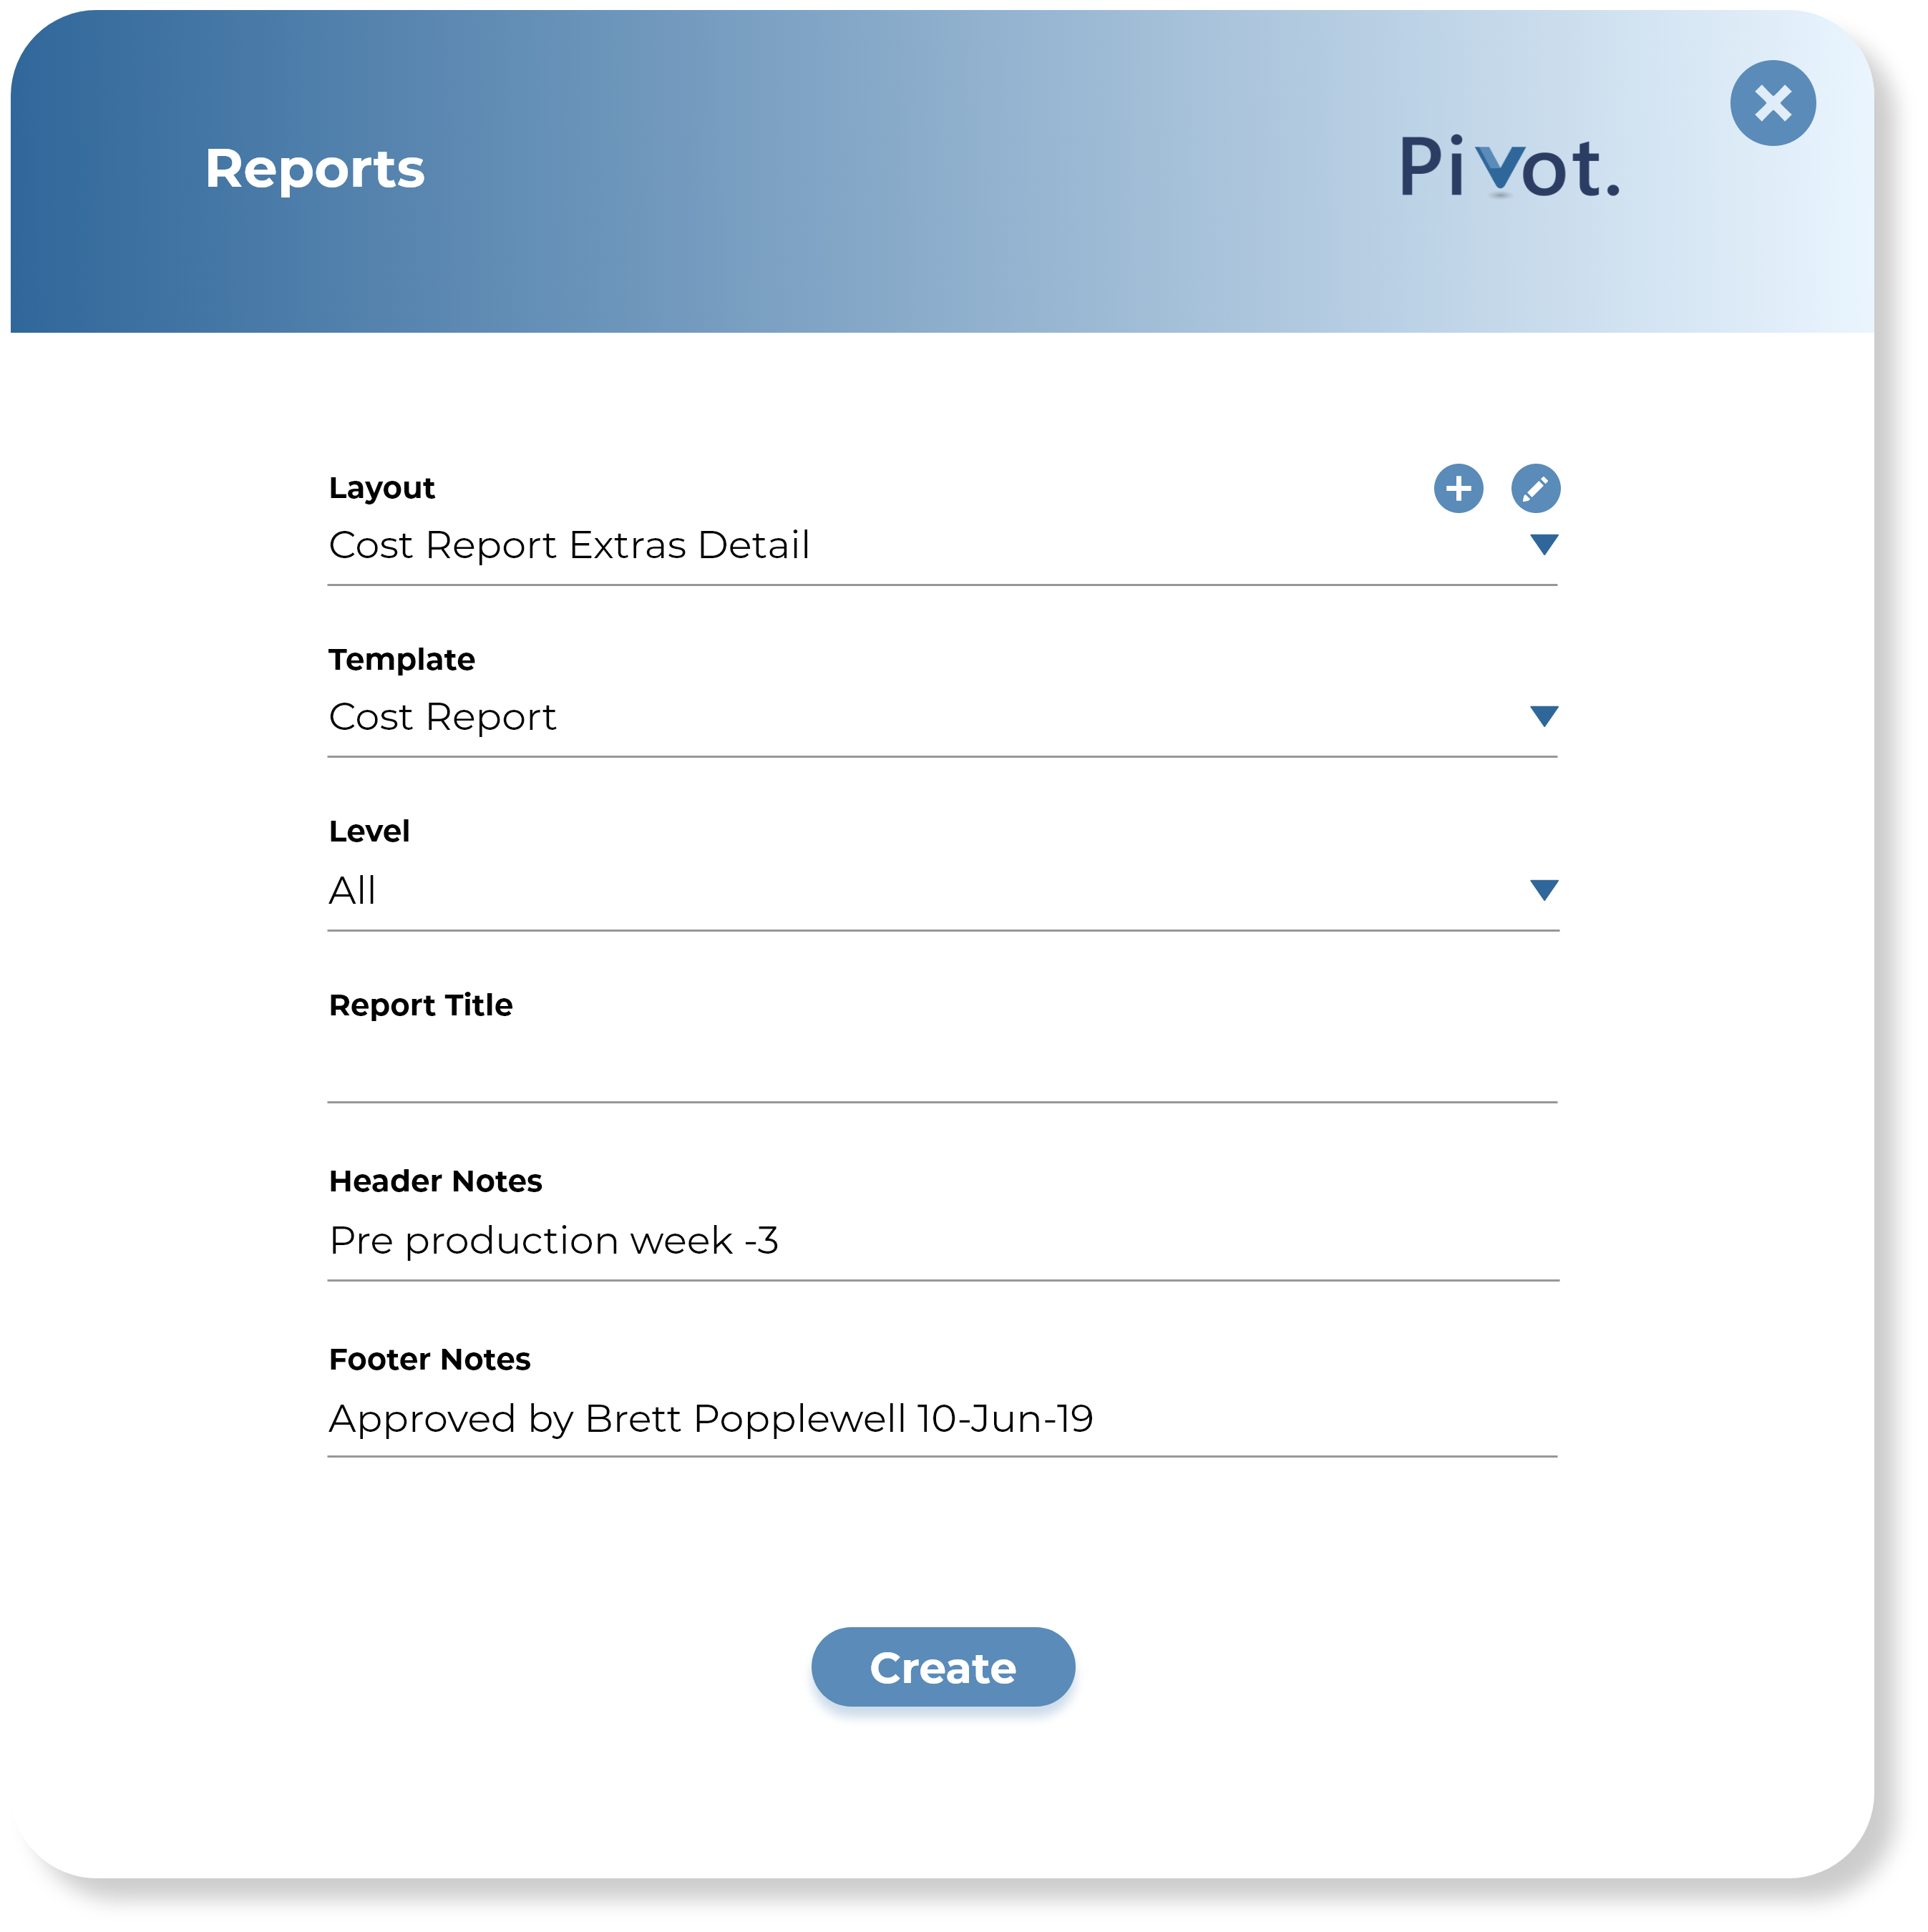 Reports
Pivot.
Layout
Cost Report Extras Detail
Template
Cost Report
Level
All
Report Title
Header Notes
Pre production week -3
Footer Notes
Approved by Brett Popplewell 10-Jun-19
Create